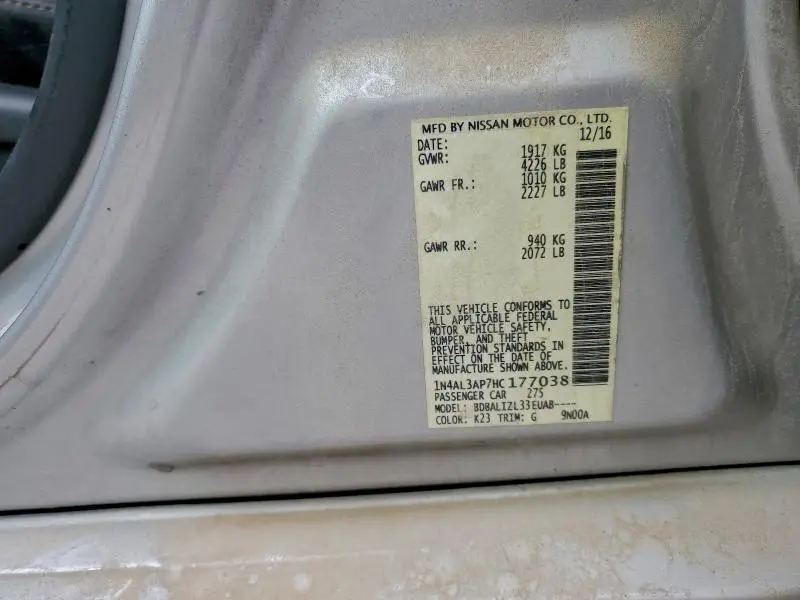 MFD BY NISSAN MOTOR CO., LTD.
DATE: 12/16
GVWR: 1917 KG
4226 LB
GAWR FR.: 1010 KG
2227 LB
GAWR RR.: 940 KG
2072 LB
THIS VEHICLE CONFORMS TO
ALL APPLICABLE FEDERAL
MOTOR VEHICLE SAFETY,
BUMPER, AND THEFT
PREVENTION STANDARDS IN
EFFECT ON THE DATE OF
MANUFACTURE SHOWN ABOVE.
1N4AL3AP7HC177038
PASSENGER CAR 275
MODEL: BDBALIZL33EUAB----
COLOR: K23 TRIM: G 9N00A